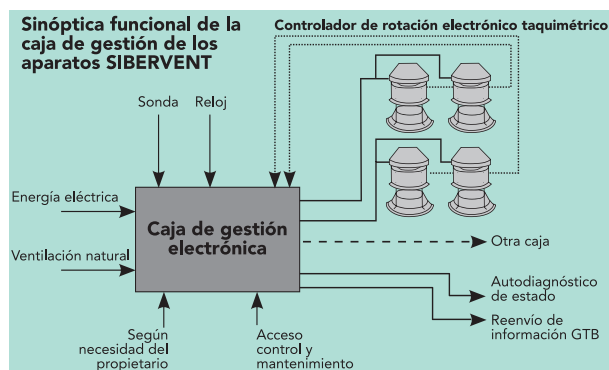 Sinóptica funcional de la
caja de gestión de los
aparatos SIBERVENT
Controlador de rotación electrónico taquimétrico
Sonda
Reloj
Energía eléctrica
Caja de gestión
electrónica
Ventilación natural
Otra caja
Autodiagnóstico
de estado
Reenvío de
información GTB
Según
necesidad del
propietario
Acceso
control y
mantenimiento